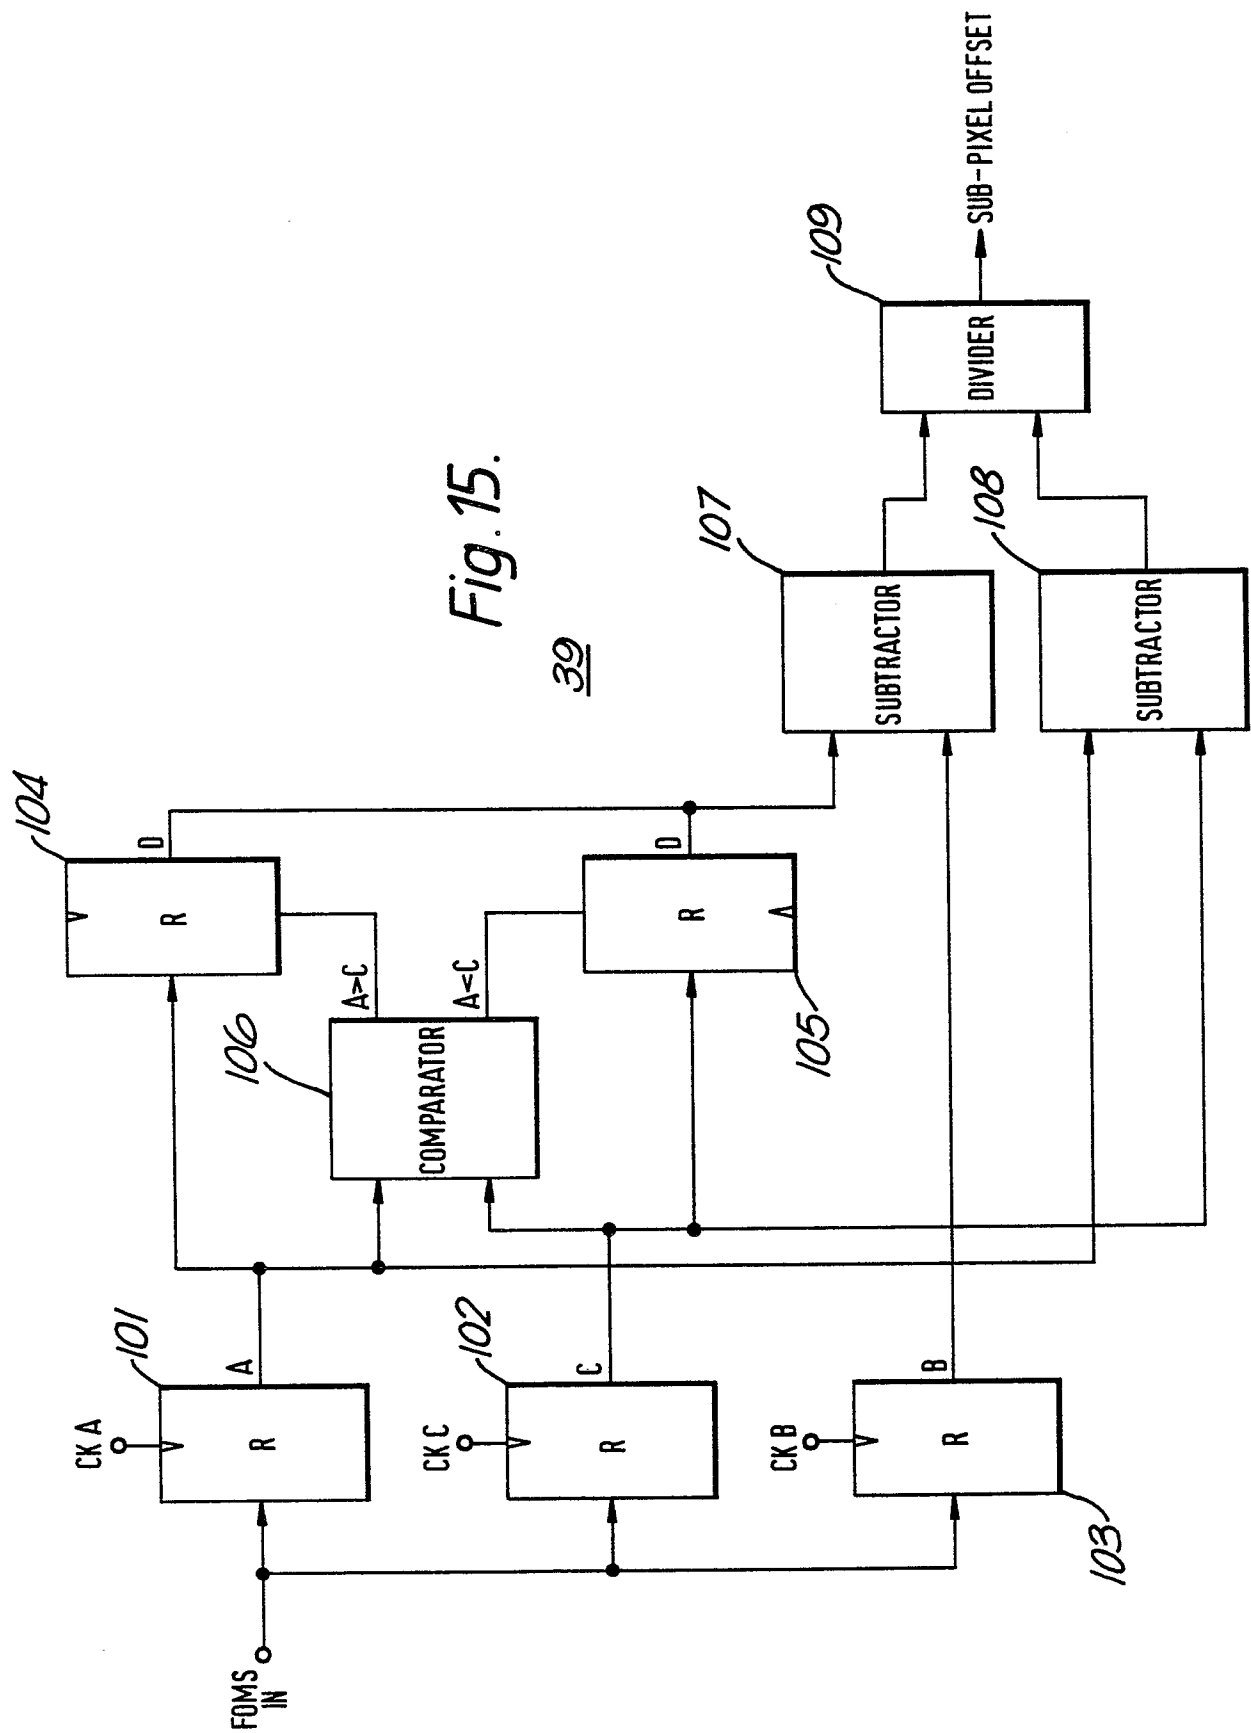 Fig. 15.
39
FOMS
IN
CK A
101
R
A
CK C
102
R
C
CK B
103
R
B
104
R
D
106
COMPARATOR
A>C
A<C
105
R
D
107
SUBTRACTOR
108
SUBTRACTOR
109
DIVIDER
SUB-PIXEL OFFSET